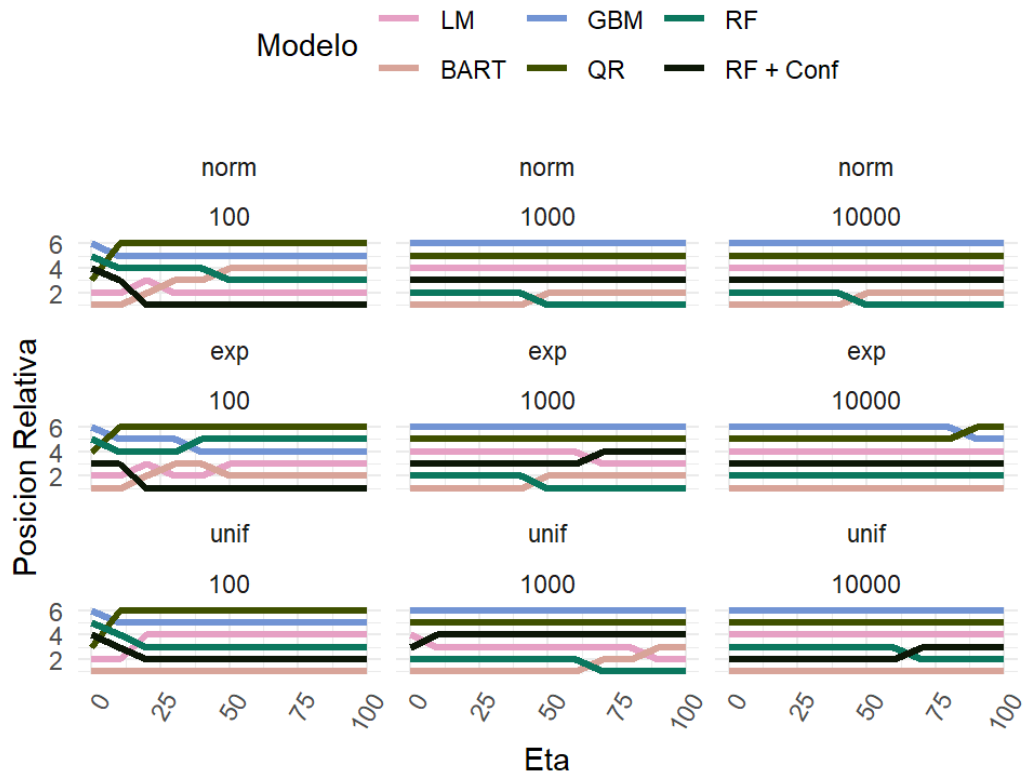 Modelo
LM GBM RF
BART QR RF + Conf
norm norm norm
100 1000 10000
6
4
2
exp exp exp
100 1000 10000
6
4
2
unif unif unif
100 1000 10000
6
4
2
0 25 50 75 100 0 25 50 75 100 0 25 50 75 100
Posicion Relativa
Eta